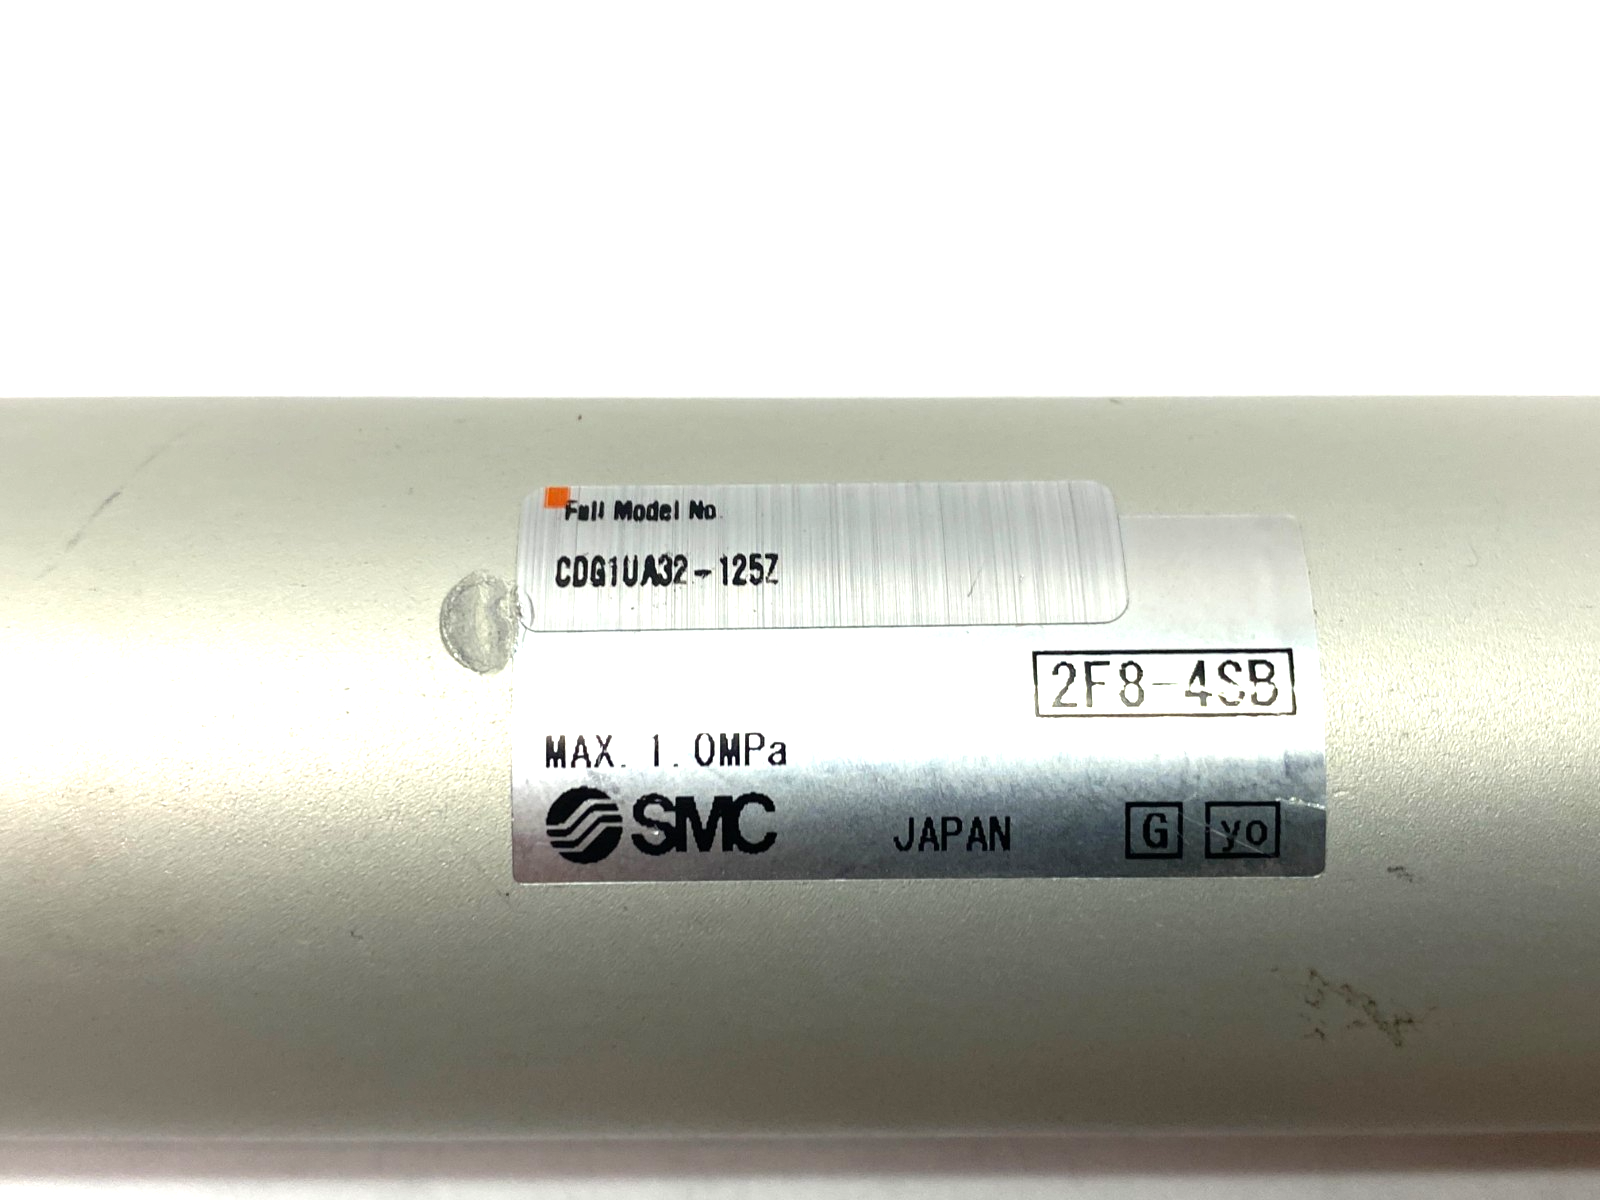 Full Model No.
CDG1UA32-125Z
2F8-4SB
MAX. 1.0MPa
SMC JAPAN G yo